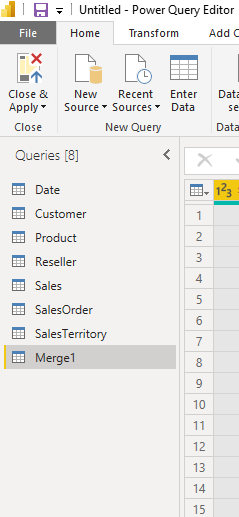 Untitled - Power Query Editor
File Home Transform Add C
Close & Apply New Source Recent Sources Enter Data Data se
Close New Query Data
Queries [8]
Date
Customer
Product
Reseller
Sales
SalesOrder
SalesTerritory
Merge1
123
1
2
3
4
5
6
7
8
9
10
11
12
13
14
15